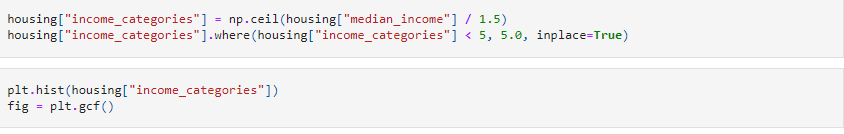 housing["income_categories"] = np.ceil(housing["median_income"] / 1.5)
housing["income_categories"].where(housing["income_categories"] < 5, 5.0, inplace=True)
plt.hist(housing["income_categories"])
fig = plt.gcf()